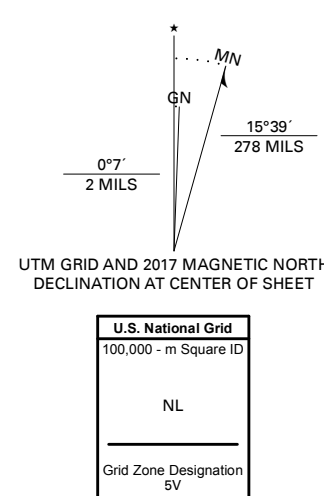 ★
MN
GN
15°39´
278 MILS
0°7´
2 MILS
UTM GRID AND 2017 MAGNETIC NORTH
DECLINATION AT CENTER OF SHEET
U.S. National Grid
100,000 - m Square ID
NL
Grid Zone Designation
5V